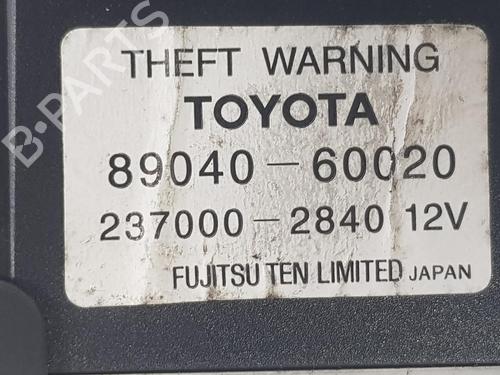 THEFT WARNING
TOYOTA
89040-60020
237000-2840 12V
FUJITSU TEN LIMITED JAPAN
B-PARTS